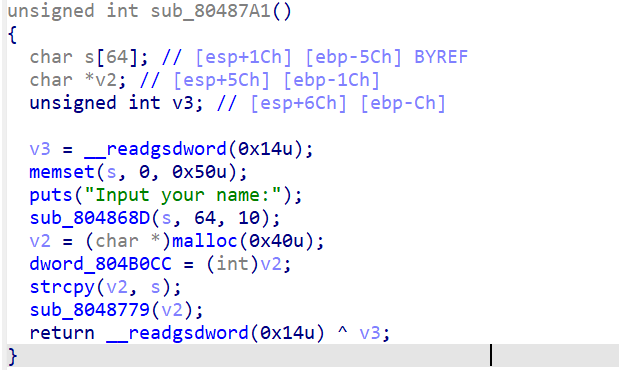 unsigned int sub_80487A1()
{
  char s[64]; // [esp+1Ch] [ebp-5Ch] BYREF
  char *v2; // [esp+5Ch] [ebp-1Ch]
  unsigned int v3; // [esp+6Ch] [ebp-Ch]

  v3 = __readgsdword(0x14u);
  memset(s, 0, 0x50u);
  puts("Input your name:");
  sub_804868D(s, 64, 10);
  v2 = (char *)malloc(0x40u);
  dword_804B0CC = (int)v2;
  strcpy(v2, s);
  sub_8048779(v2);
  return __readgsdword(0x14u) ^ v3;
}